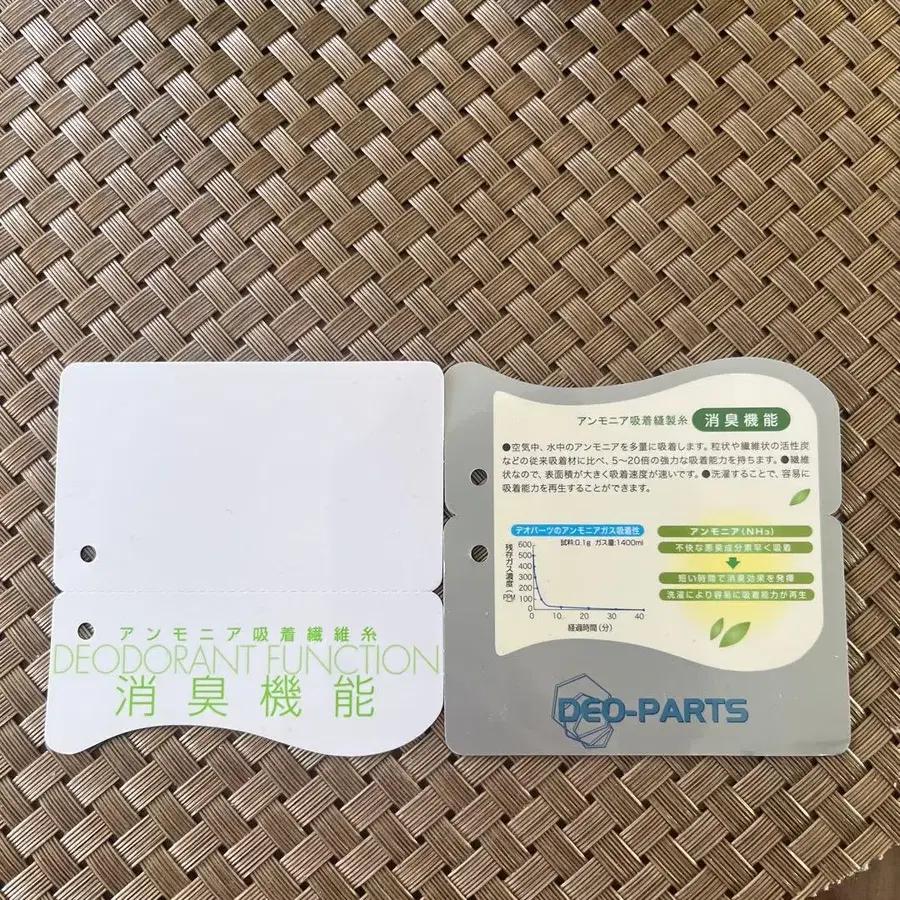 アンモニア吸着繊維糸
DEODORANT FUNCTION
消臭機能
アンモニア吸着縫製糸 消臭機能
●空気中、水中のアンモニアを多量に吸着します。粒状や繊維状の活性炭
などの従来吸着材に比べ、5〜20倍の強力な吸着能力を持ちます。●繊維
状なので、表面積が大きく吸着速度が速いです。●洗濯することで、容易に
吸着能力を再生することができます。
デオパーツのアンモニアガス吸着性
試料:0.1g ガス量:1400ml
残存ガス濃度(PPM)
600
500
400
300
200
100
0
0 10 20 30 40
経過時間(分)
アンモニア(NH₃)
不快な悪臭成分素早く吸着
短い時間で消臭効果を発揮
洗濯により容易に吸着能力が再生
DEO-PARTS